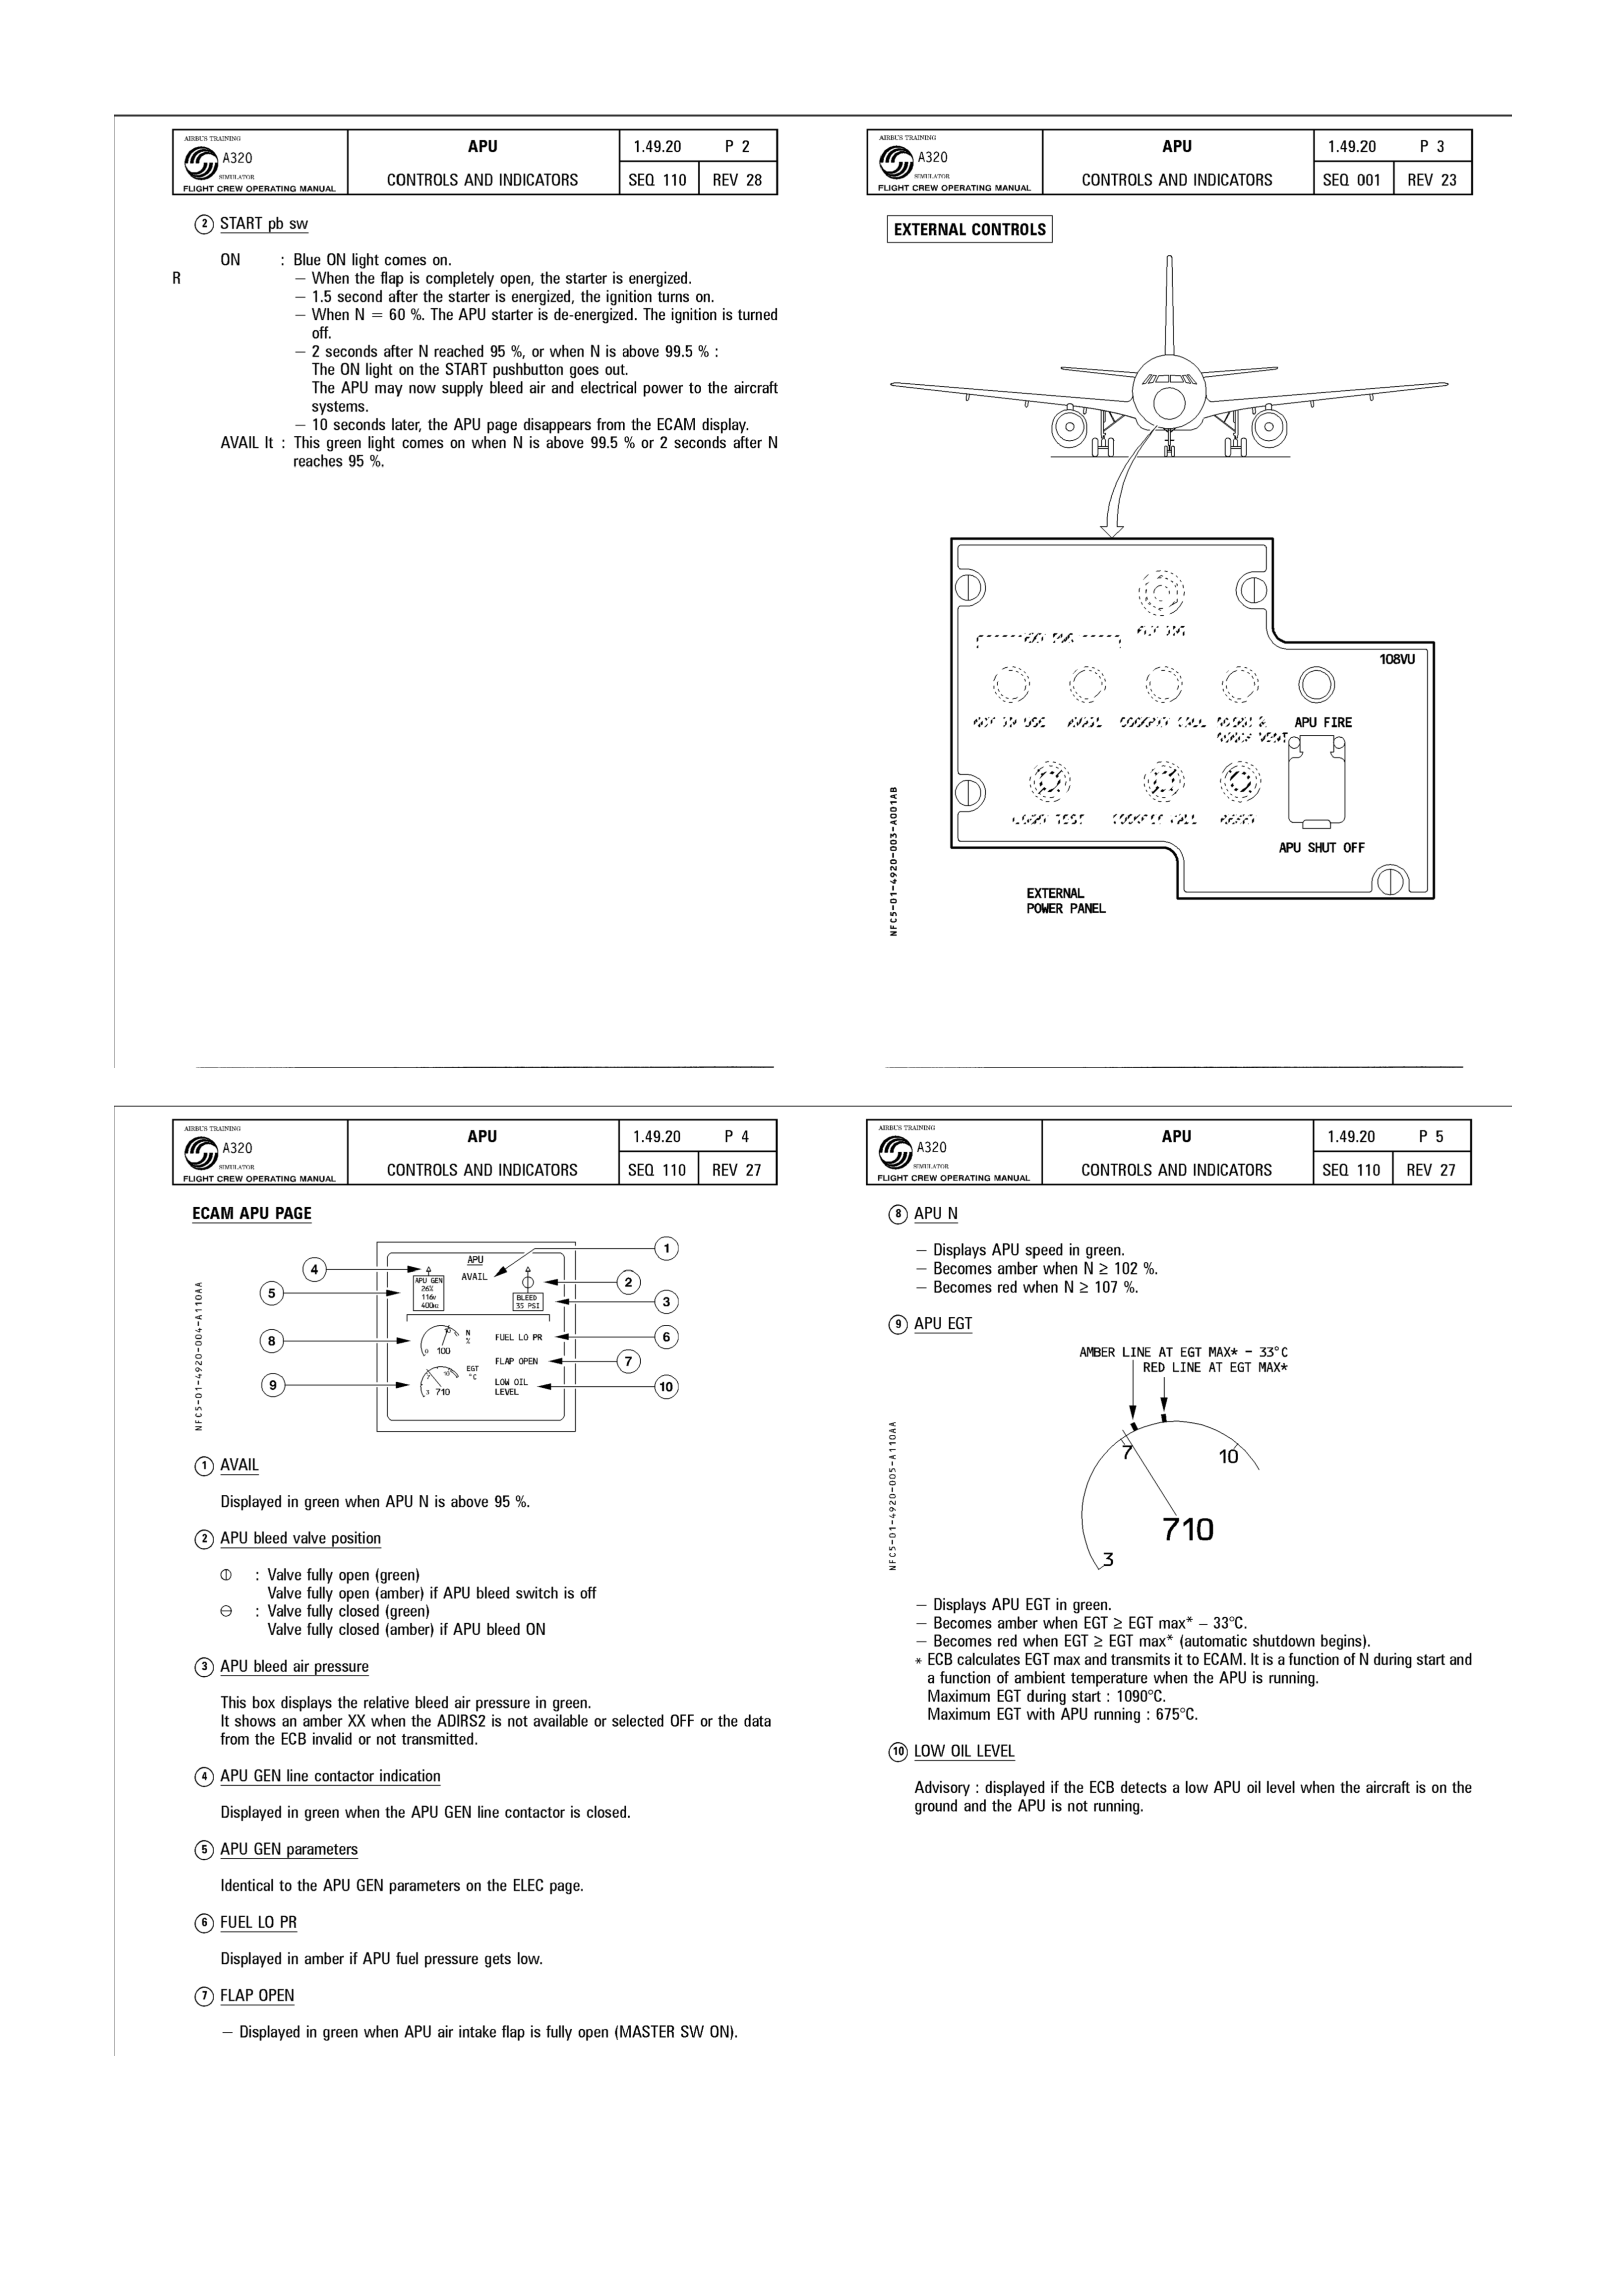 AIRBUS TRAINING
A320
SIMULATOR
FLIGHT CREW OPERATING MANUAL
APU
CONTROLS AND INDICATORS
1.49.20 P 2
SEQ 110 REV 28
2 START pb sw
ON : Blue ON light comes on.
R – When the flap is completely open, the starter is energized.
– 1.5 second after the starter is energized, the ignition turns on.
– When N = 60 %. The APU starter is de-energized. The ignition is turned
off.
– 2 seconds after N reached 95 %, or when N is above 99.5 % :
The ON light on the START pushbutton goes out.
The APU may now supply bleed air and electrical power to the aircraft
systems.
– 10 seconds later, the APU page disappears from the ECAM display.
AVAIL lt : This green light comes on when N is above 99.5 % or 2 seconds after N
reaches 95 %.
AIRBUS TRAINING
A320
SIMULATOR
FLIGHT CREW OPERATING MANUAL
APU
CONTROLS AND INDICATORS
1.49.20 P 3
SEQ 001 REV 23
EXTERNAL CONTROLS
EXT PWR
108VU
NOT IN USE AVAIL COCKPIT CALL
APU FIRE
LIGHT TEST COCKPIT CALL RESET
APU SHUT OFF
EXTERNAL
POWER PANEL
NFC5-01-4920-003-A001AB
AIRBUS TRAINING
A320
SIMULATOR
FLIGHT CREW OPERATING MANUAL
APU
CONTROLS AND INDICATORS
1.49.20 P 4
SEQ 110 REV 27
ECAM APU PAGE
NFC5-01-4920-004-A110AA
1
2
3
4
5
6
7
8
9
10
APU
AVAIL
APU GEN
26%
116V
400HZ
BLEED
35 PSI
N
%
0 10
100
FUEL LO PR
FLAP OPEN
EGT
°C
3 7 10
710
LOW OIL
LEVEL
1 AVAIL
Displayed in green when APU N is above 95 %.
2 APU bleed valve position
: Valve fully open (green)
Valve fully open (amber) if APU bleed switch is off
: Valve fully closed (green)
Valve fully closed (amber) if APU bleed ON
3 APU bleed air pressure
This box displays the relative bleed air pressure in green.
It shows an amber XX when the ADIRS2 is not available or selected OFF or the data
from the ECB invalid or not transmitted.
4 APU GEN line contactor indication
Displayed in green when the APU GEN line contactor is closed.
5 APU GEN parameters
Identical to the APU GEN parameters on the ELEC page.
6 FUEL LO PR
Displayed in amber if APU fuel pressure gets low.
7 FLAP OPEN
– Displayed in green when APU air intake flap is fully open (MASTER SW ON).
AIRBUS TRAINING
A320
SIMULATOR
FLIGHT CREW OPERATING MANUAL
APU
CONTROLS AND INDICATORS
1.49.20 P 5
SEQ 110 REV 27
8 APU N
– Displays APU speed in green.
– Becomes amber when N ≥ 102 %.
– Becomes red when N ≥ 107 %.
9 APU EGT
AMBER LINE AT EGT MAX* - 33°C
RED LINE AT EGT MAX*
7
10
710
3
NFC5-01-4920-005-A110AA
– Displays APU EGT in green.
– Becomes amber when EGT ≥ EGT max* – 33°C.
– Becomes red when EGT ≥ EGT max* (automatic shutdown begins).
* ECB calculates EGT max and transmits it to ECAM. It is a function of N during start and
a function of ambient temperature when the APU is running.
Maximum EGT during start : 1090°C.
Maximum EGT with APU running : 675°C.
10 LOW OIL LEVEL
Advisory : displayed if the ECB detects a low APU oil level when the aircraft is on the
ground and the APU is not running.